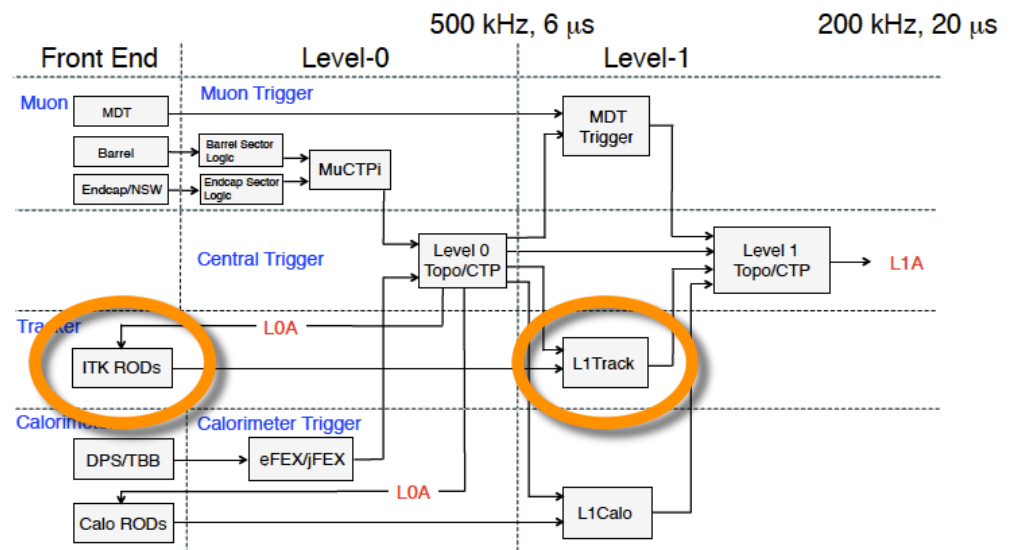 500 kHz, 6 μs
200 kHz, 20 μs
Front End
Level-0
Level-1
Muon
Muon Trigger
MDT
MDT
Trigger
Barrel
Barrel Sector
Logic
MuCTPi
Endcap/NSW
Endcap Sector
Logic
Central Trigger
Level 0
Topo/CTP
Level 1
Topo/CTP
L1A
Tracker
L0A
ITK RODs
L1Track
Calorimeter Trigger
DPS/TBB
eFEX/jFEX
L0A
Calo RODs
L1Calo